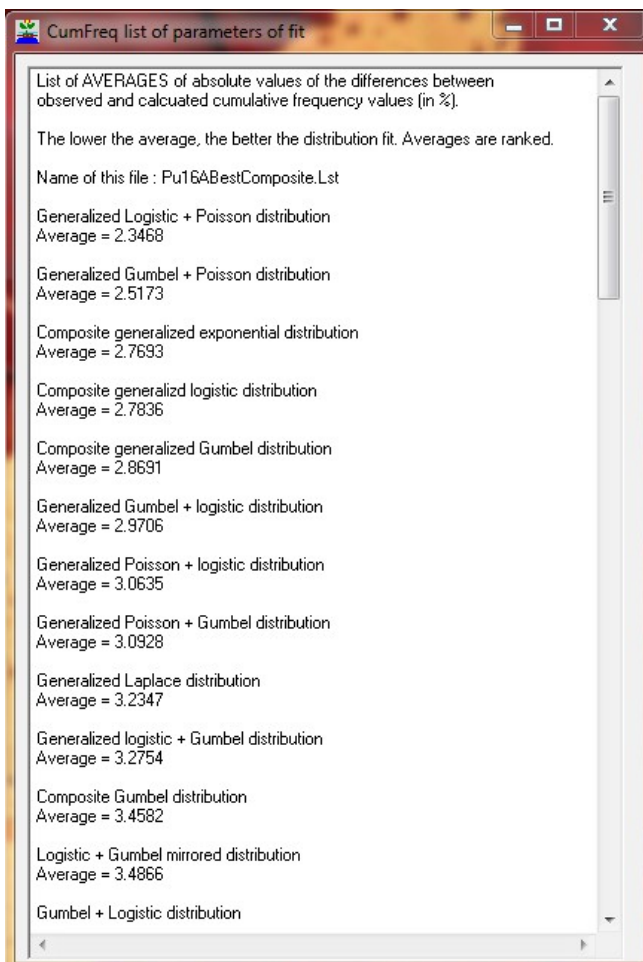 CumFreq list of parameters of fit
List of AVERAGES of absolute values of the differences between
observed and calcuated cumulative frequency values (in %).
The lower the average, the better the distribution fit. Averages are ranked.
Name of this file : Pu16ABestComposite.Lst
Generalized Logistic + Poisson distribution
Average = 2.3468
Generalized Gumbel + Poisson distribution
Average = 2.5173
Composite generalized exponential distribution
Average = 2.7693
Composite generalizd logistic distribution
Average = 2.7836
Composite generalized Gumbel distribution
Average = 2.8691
Generalized Gumbel + logistic distribution
Average = 2.9706
Generalized Poisson + logistic distribution
Average = 3.0635
Generalized Poisson + Gumbel distribution
Average = 3.0928
Generalized Laplace distribution
Average = 3.2347
Generalized logistic + Gumbel distribution
Average = 3.2754
Composite Gumbel distribution
Average = 3.4582
Logistic + Gumbel mirrored distribution
Average = 3.4866
Gumbel + Logistic distribution